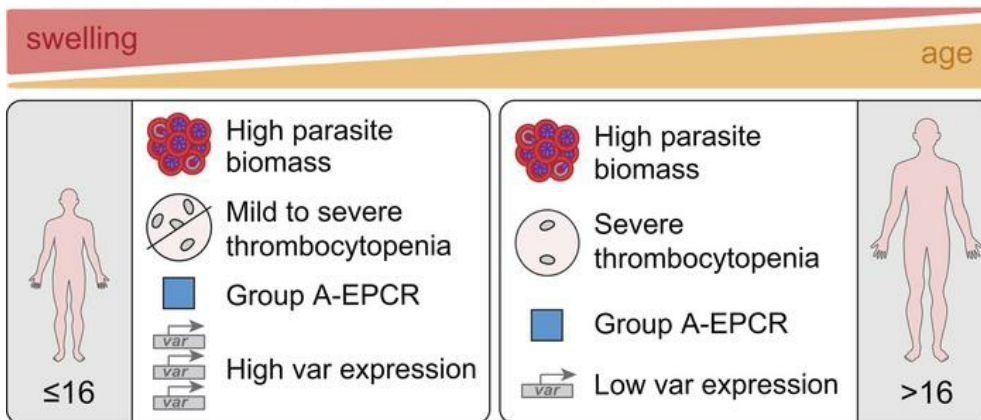 swelling
age
High parasite
biomass
Mild to severe
thrombocytopenia
Group A-EPCR
var
var
var
High var expression
≤16
High parasite
biomass
Severe
thrombocytopenia
Group A-EPCR
var
Low var expression
>16